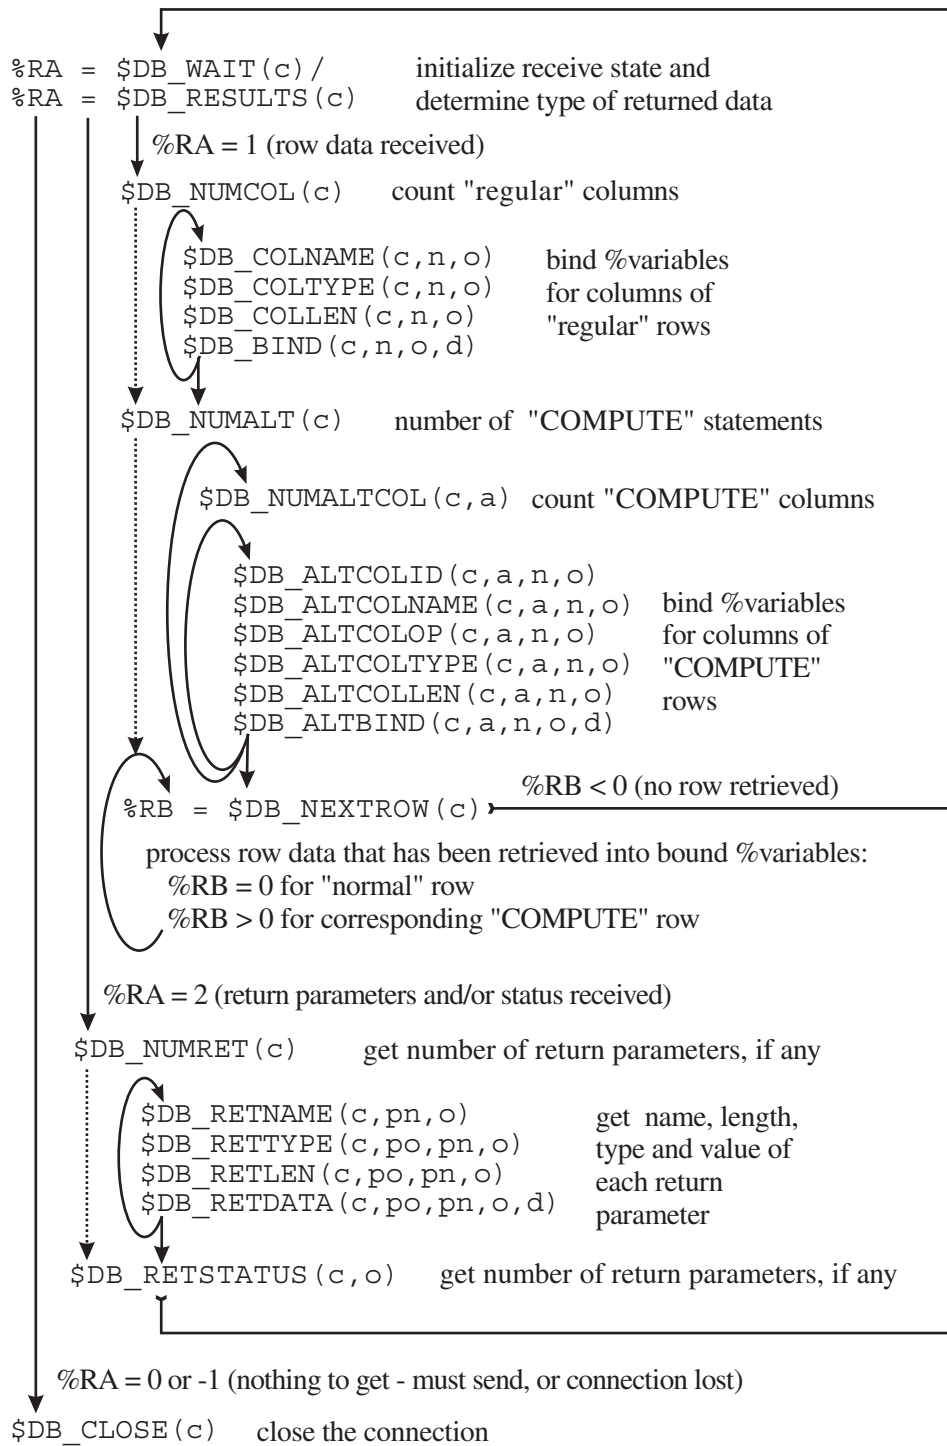 %RA = $DB_WAIT(c)/ initialize receive state and
%RA = $DB_RESULTS(c) determine type of returned data
%RA = 1 (row data received)
$DB_NUMCOL(c) count "regular" columns
$DB_COLNAME(c,n,o) bind %variables
$DB_COLTYPE(c,n,o) for columns of
$DB_COLLEN(c,n,o) "regular" rows
$DB_BIND(c,n,o,d)
$DB_NUMALT(c) number of "COMPUTE" statements
$DB_NUMALTCOL(c,a) count "COMPUTE" columns
$DB_ALTCOLID(c,a,n,o)
$DB_ALTCOLNAME(c,a,n,o) bind %variables
$DB_ALTCOLOP(c,a,n,o) for columns of
$DB_ALTCOLTYPE(c,a,n,o) "COMPUTE"
$DB_ALTCOLLEN(c,a,n,o) rows
$DB_ALTBIND(c,a,n,o,d)
%RB < 0 (no row retrieved)
%RB = $DB_NEXTROW(c)
process row data that has been retrieved into bound %variables:
%RB = 0 for "normal" row
%RB > 0 for corresponding "COMPUTE" row
%RA = 2 (return parameters and/or status received)
$DB_NUMRET(c) get number of return parameters, if any
$DB_RETNAME(c,pn,o) get name, length,
$DB_RETTYPE(c,po,pn,o) type and value of
$DB_RETLEN(c,po,pn,o) each return
$DB_RETDATA(c,po,pn,o,d) parameter
$DB_RETSTATUS(c,o) get number of return parameters, if any
%RA = 0 or -1 (nothing to get - must send, or connection lost)
$DB_CLOSE(c) close the connection